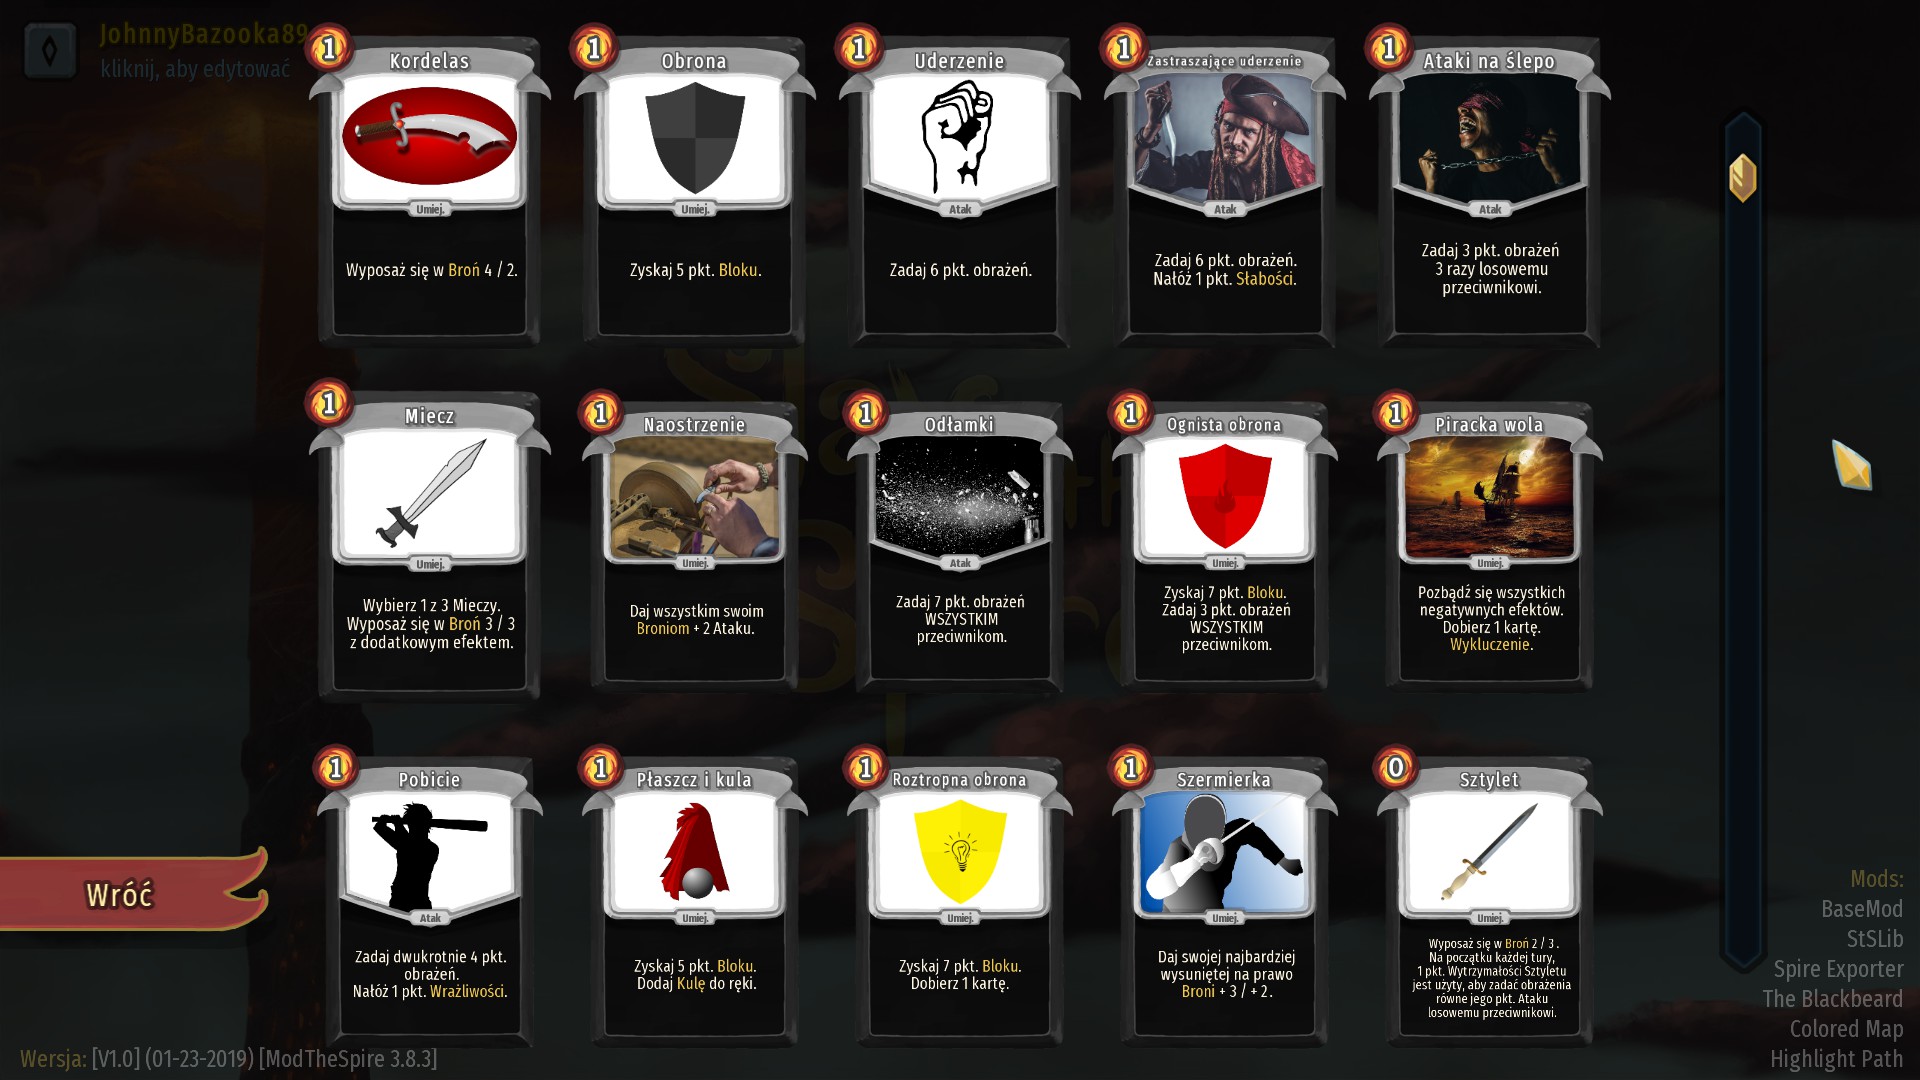 JohnnyBazooka89
kliknij, aby edytować
1
Kordelas
Umiej.
Wyposaż się w Broń 4 / 2.
1
Obrona
Umiej.
Zyskaj 5 pkt. Bloku.
1
Uderzenie
Atak
Zadaj 6 pkt. obrażeń.
1
Zastraszające uderzenie
Atak
Zadaj 6 pkt. obrażeń.
Nałóż 1 pkt. Słabości.
1
Ataki na ślepo
Atak
Zadaj 3 pkt. obrażeń
3 razy losowemu
przeciwnikowi.
1
Miecz
Umiej.
Wybierz 1 z 3 Mieczy.
Wyposaż się w Broń 3 / 3
z dodatkowym efektem.
1
Naostrzenie
Umiej.
Daj wszystkim swoim
Broniom + 2 Ataku.
1
Odłamki
Atak
Zadaj 7 pkt. obrażeń
WSZYSTKIM
przeciwnikom.
1
Ognista obrona
Umiej.
Zyskaj 7 pkt. Bloku.
Zadaj 3 pkt. obrażeń
WSZYSTKIM
przeciwnikom.
1
Piracka wola
Umiej.
Pozbądź się wszystkich
negatywnych efektów.
Dobierz 1 kartę.
Wykluczenie.
1
Pobicie
Atak
Zadaj dwukrotnie 4 pkt.
obrażeń.
Nałóż 1 pkt. Wrażliwości.
1
Płaszcz i kula
Umiej.
Zyskaj 5 pkt. Bloku.
Dodaj Kulę do ręki.
1
Roztropna obrona
Umiej.
Zyskaj 7 pkt. Bloku.
Dobierz 1 kartę.
1
Szermierka
Umiej.
Daj swojej najbardziej
wysuniętej na prawo
Broni + 3 / + 2.
0
Sztylet
Umiej.
Wyposaż się w Broń 2 / 3 .
Na początku każdej tury,
1 pkt. Wytrzymałości Sztyletu
jest użyty, aby zadać obrażenia
równe jego pkt. Ataku
losowemu przeciwnikowi.
Wróć
Mods:
BaseMod
StSLib
Spire Exporter
The Blackbeard
Colored Map
Highlight Path
Wersja: [V1.0] (01-23-2019) [ModTheSpire 3.8.3]